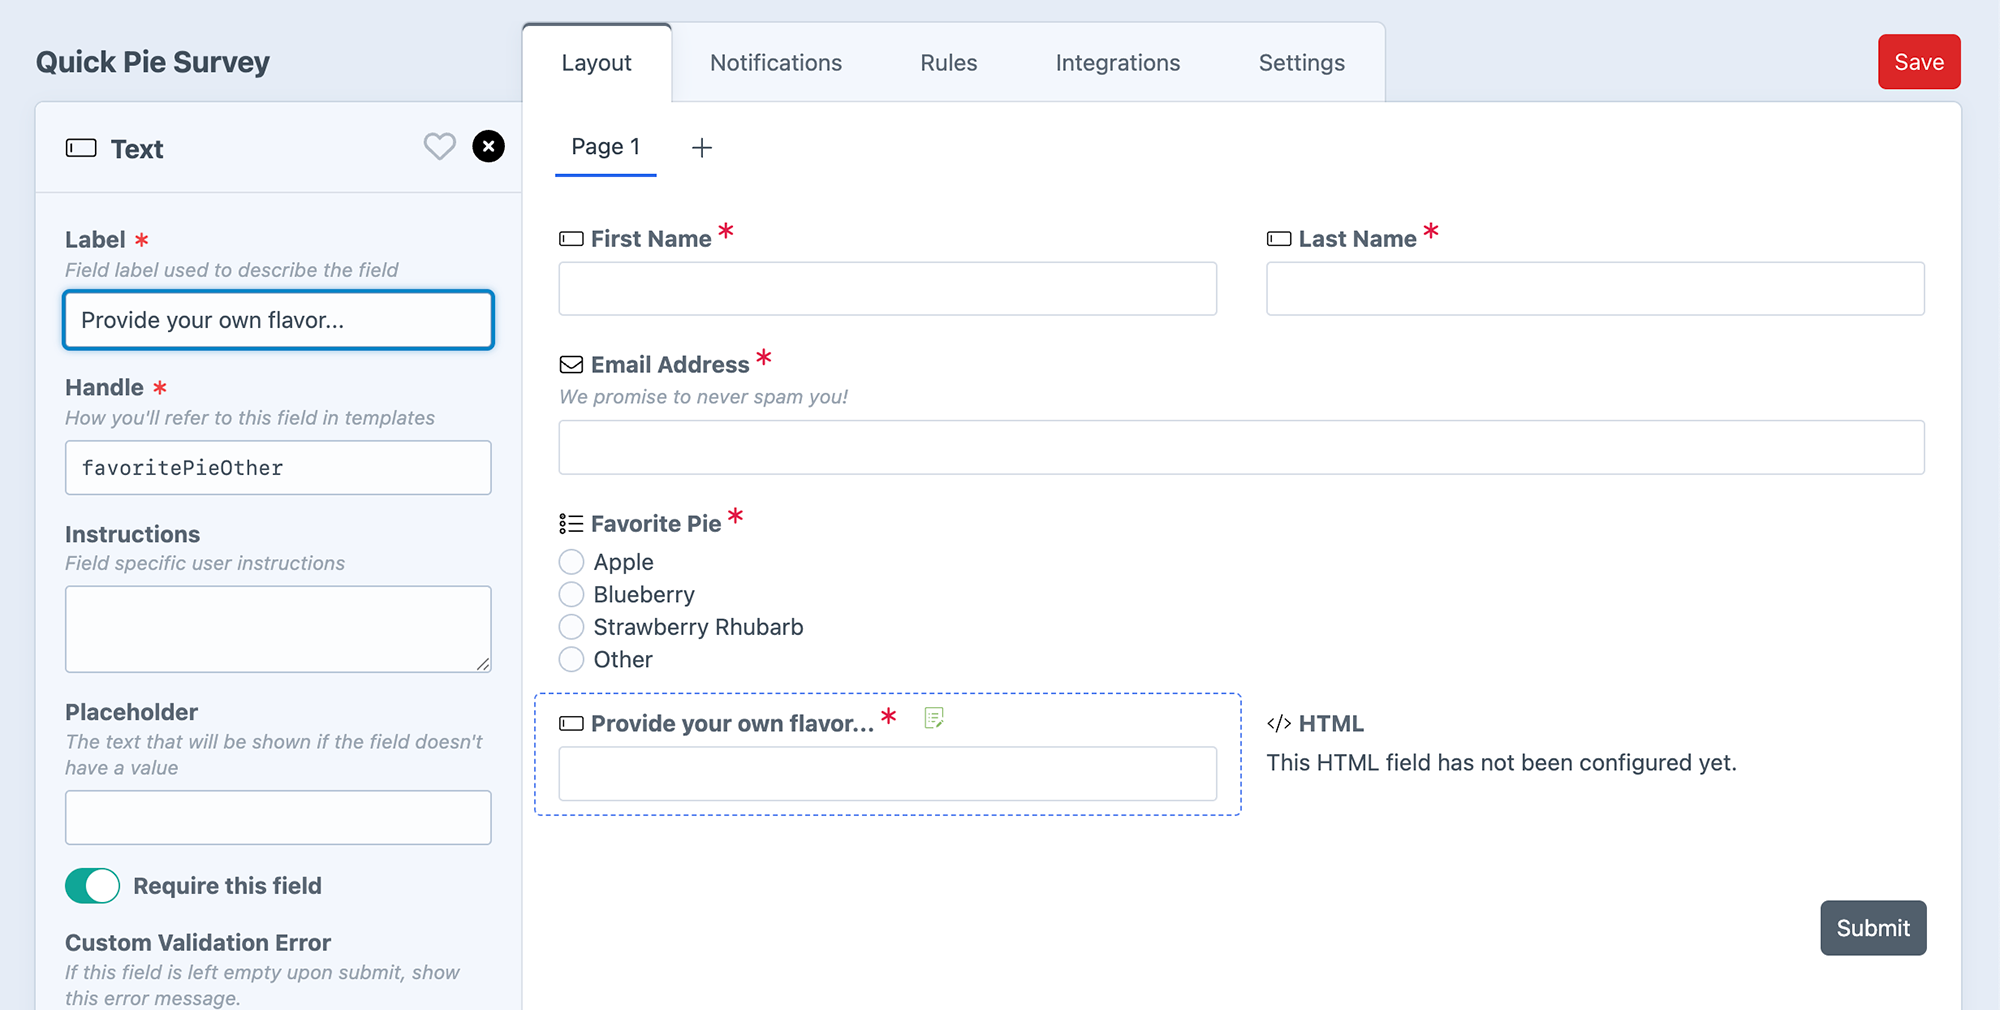 Quick Pie Survey
Layout
Notifications
Rules
Integrations
Settings
Save
Text
Label *
Field label used to describe the field
Provide your own flavor...
Handle *
How you'll refer to this field in templates
favoritePieOther
Instructions
Field specific user instructions
Placeholder
The text that will be shown if the field doesn't
have a value
Require this field
Custom Validation Error
If this field is left empty upon submit, show
this error message.
Page 1 +
First Name *
Last Name *
Email Address *
We promise to never spam you!
Favorite Pie *
Apple
Blueberry
Strawberry Rhubarb
Other
Provide your own flavor... *
</> HTML
This HTML field has not been configured yet.
Submit